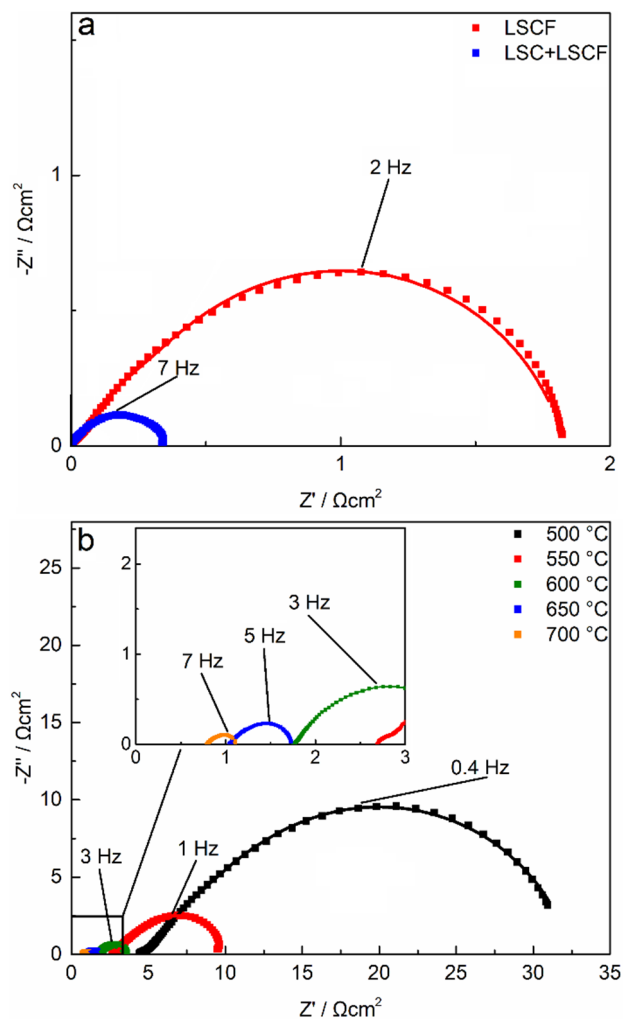 a
LSCF
LSC+LSCF
2 Hz
7 Hz
-Z'' / Ωcm²
1
0
0
1
2
Z' / Ωcm²
b
500 °C
550 °C
600 °C
650 °C
700 °C
2
1
0
0
1
2
3
7 Hz
5 Hz
3 Hz
0.4 Hz
1 Hz
3 Hz
-Z'' / Ωcm²
25
20
15
10
5
0
0
5
10
15
20
25
30
35
Z' / Ωcm²